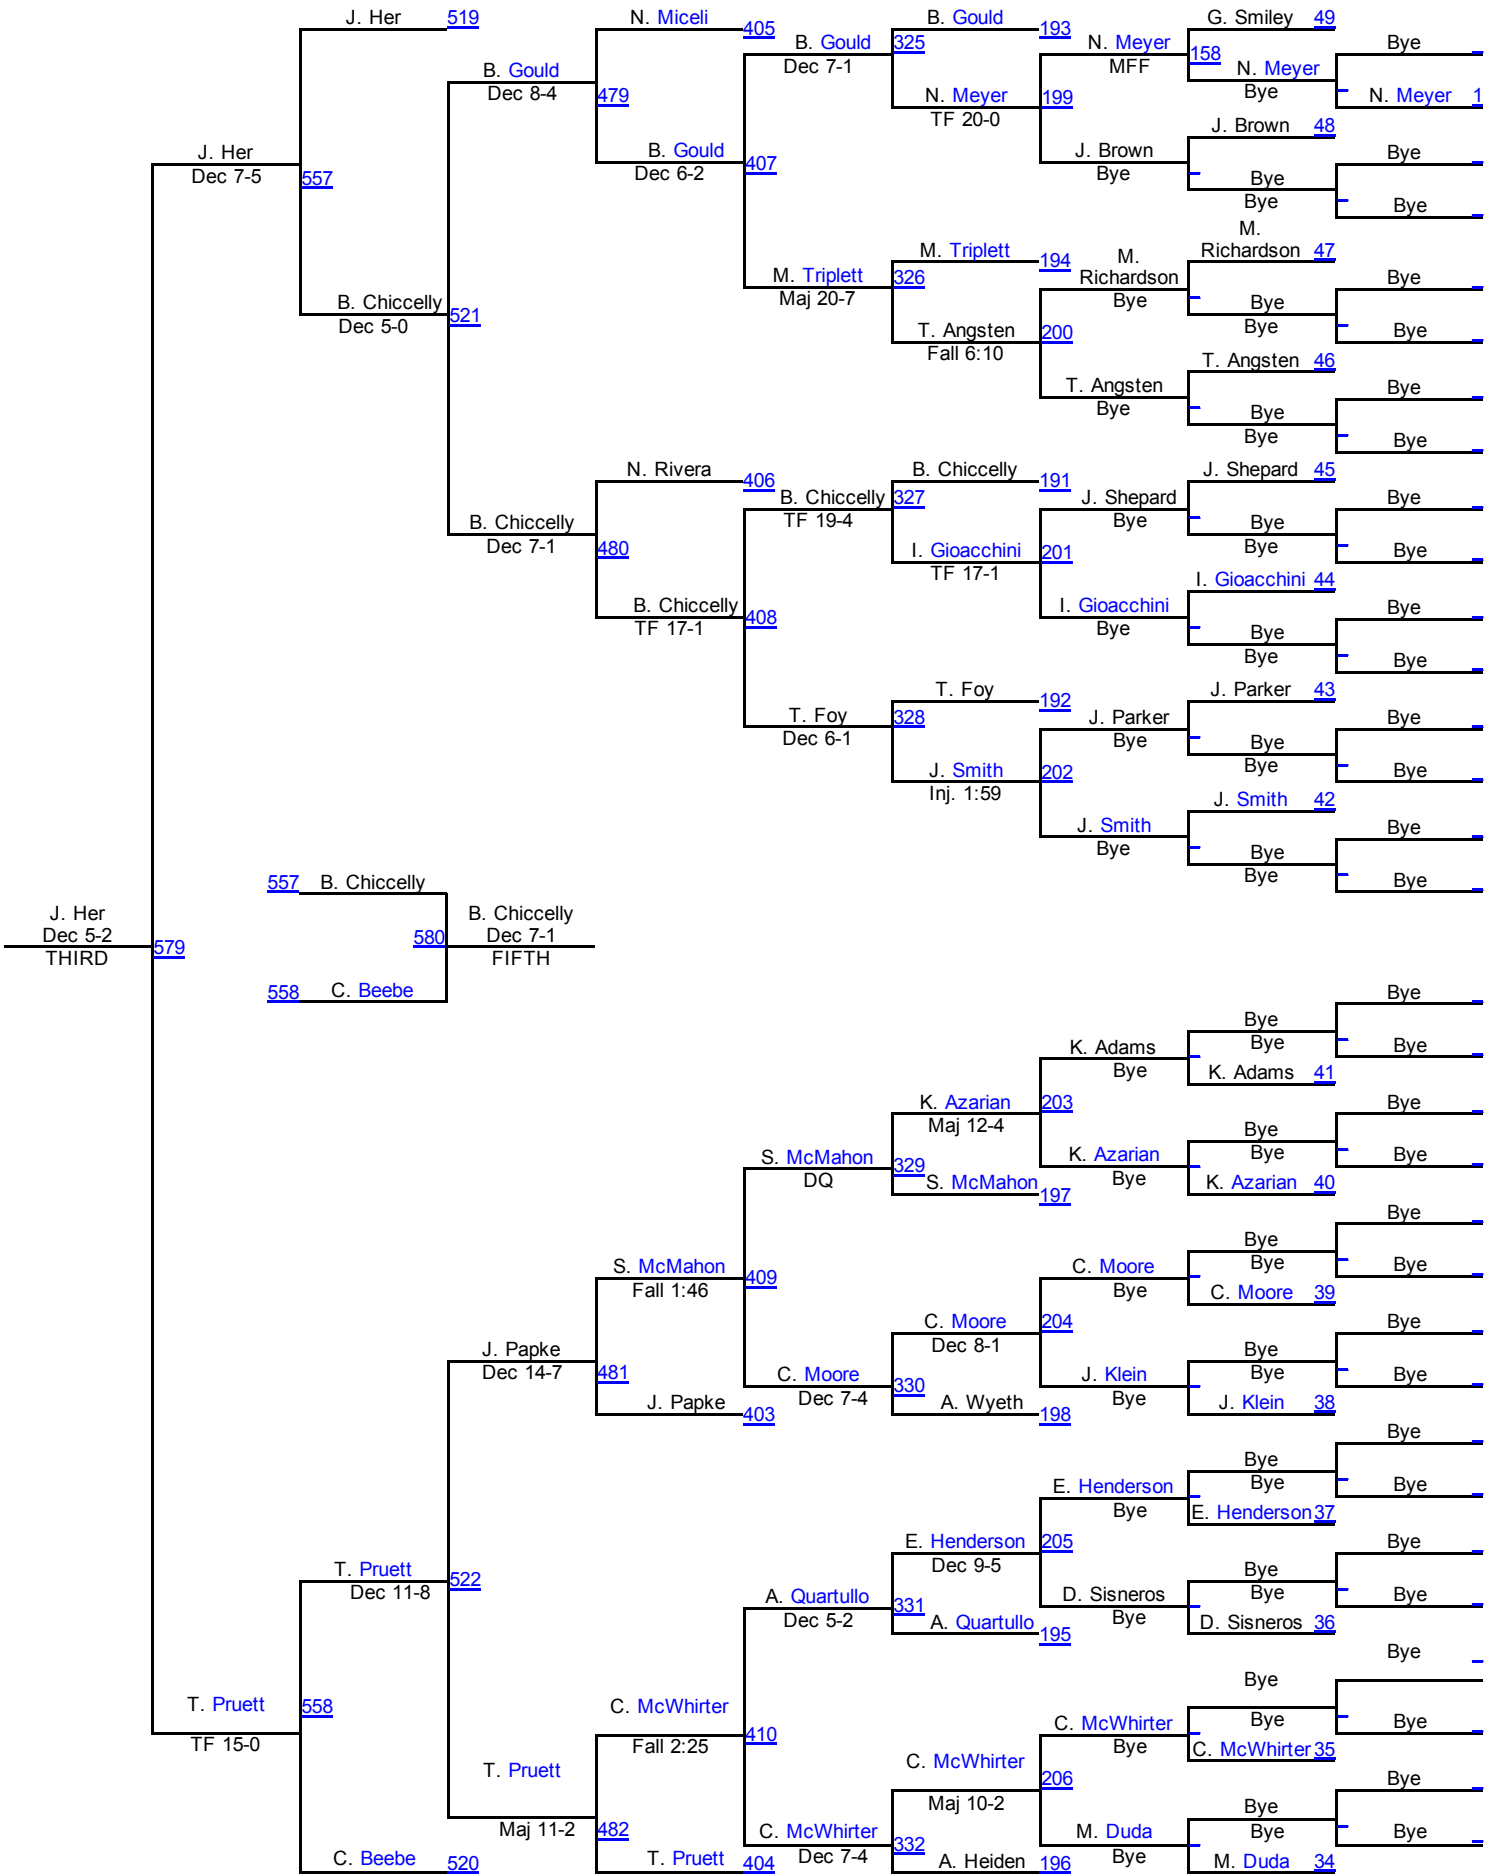 J. Her 519
N. Miceli 405
B. Gould 193
G. Smiley 49
B. Gould 325
Dec 7-1
N. Meyer 158
MFF
Bye
B. Gould
Dec 8-4
479
N. Meyer
Bye
N. Meyer 199
TF 20-0
N. Meyer 1
J. Brown 48
J. Her
Dec 7-5
557
B. Gould
Dec 6-2
407
J. Brown
Bye
Bye
Bye
Bye
Bye
M.
Richardson 47
M. Triplett 194
M.
Richardson
Bye
M. Triplett
Maj 20-7
326
Bye
Bye
Bye
Bye
B. Chiccelly
Dec 5-0
521
T. Angsten
Fall 6:10
200
T. Angsten 46
T. Angsten
Bye
Bye
Bye
Bye
Bye
N. Rivera 406
B. Chiccelly 191
J. Shepard 45
B. Chiccelly
TF 19-4
327
J. Shepard
Bye
Bye
B. Chiccelly
Dec 7-1
480
Bye
Bye
I. Gioacchini
TF 17-1
201
Bye
I. Gioacchini 44
B. Chiccelly
TF 17-1
408
I. Gioacchini
Bye
Bye
Bye
Bye
Bye
T. Foy 192
J. Parker 43
T. Foy
Dec 6-1
328
J. Parker
Bye
Bye
Bye
Bye
J. Smith
Inj. 1:59
202
Bye
J. Smith 42
J. Smith
Bye
Bye
Bye
Bye
Bye
557 B. Chiccelly
J. Her
Dec 5-2
THIRD
579
580
B. Chiccelly
Dec 7-1
FIFTH
558 C. Beebe
Bye
Bye
Bye
K. Adams
Bye
Bye
K. Adams 41
K. Azarian
Maj 12-4
203
Bye
Bye
Bye
S. McMahon
DQ
329
K. Azarian
Bye
Bye
S. McMahon 197
K. Azarian 40
Bye
Bye
Bye
S. McMahon
Fall 1:46
409
C. Moore
Bye
Bye
C. Moore 39
C. Moore
Dec 8-1
204
Bye
J. Papke
Dec 14-7
481
Bye
Bye
C. Moore
Dec 7-4
330
J. Klein
Bye
Bye
J. Papke 403
A. Wyeth 198
J. Klein 38
Bye
Bye
Bye
E. Henderson
Bye
Bye
E. Henderson 37
E. Henderson
Dec 9-5
205
Bye
T. Pruett
Dec 11-8
522
Bye
Bye
A. Quartullo
Dec 5-2
331
D. Sisneros
Bye
Bye
A. Quartullo 195
D. Sisneros 36
Bye
Bye
T. Pruett
TF 15-0
558
C. McWhirter
Fall 2:25
410
C. McWhirter
Bye
Bye
Bye
C. McWhirter 35
T. Pruett
Maj 11-2
482
C. McWhirter
Maj 10-2
206
Bye
Bye
C. McWhirter
Dec 7-4
332
M. Duda
Bye
Bye
Bye
C. Beebe 520
T. Pruett 404
A. Heiden 196
M. Duda 34